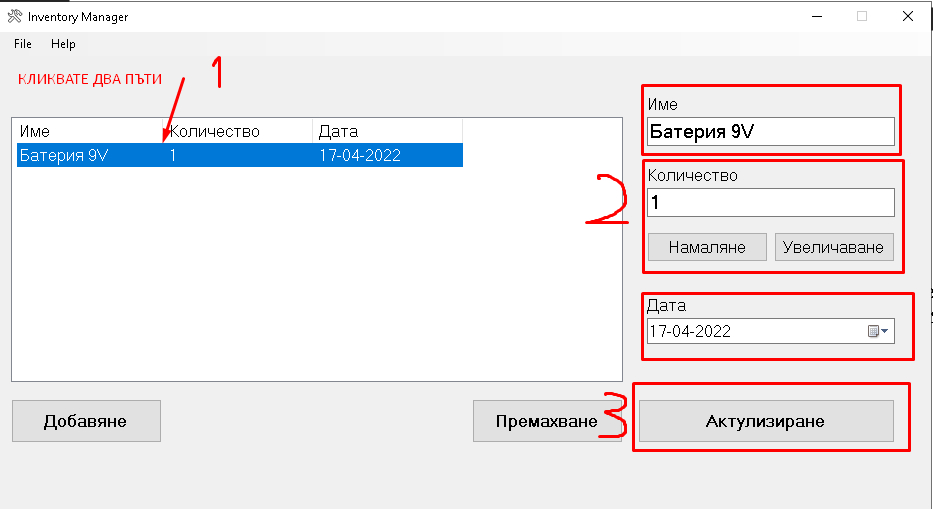 Inventory Manager
File Help
КЛИКВАТЕ ДВА ПЪТИ
1
Име Количество Дата
Батерия 9V 1 17-04-2022
Име
Батерия 9V
2
Количество
1
Намаляне Увеличаване
Дата
17-04-2022
Добавяне Премахване 3 Актулизиране